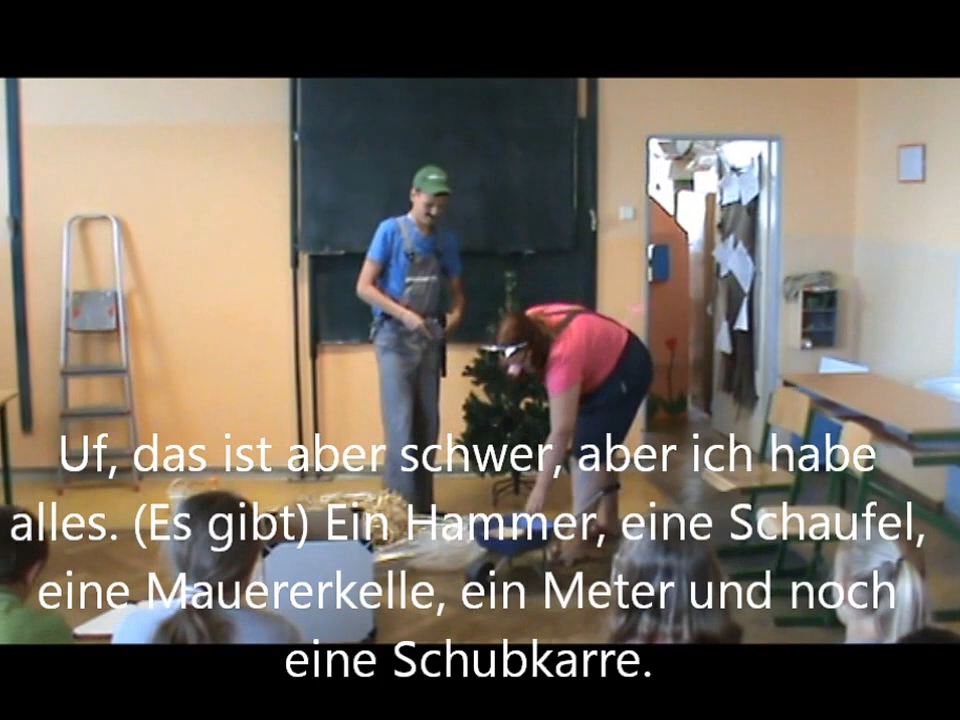 Uf, das ist aber schwer, aber ich habe
alles. (Es gibt) Ein Hammer, eine Schaufel,
eine Mauererkelle, ein Meter und noch
eine Schubkarre.